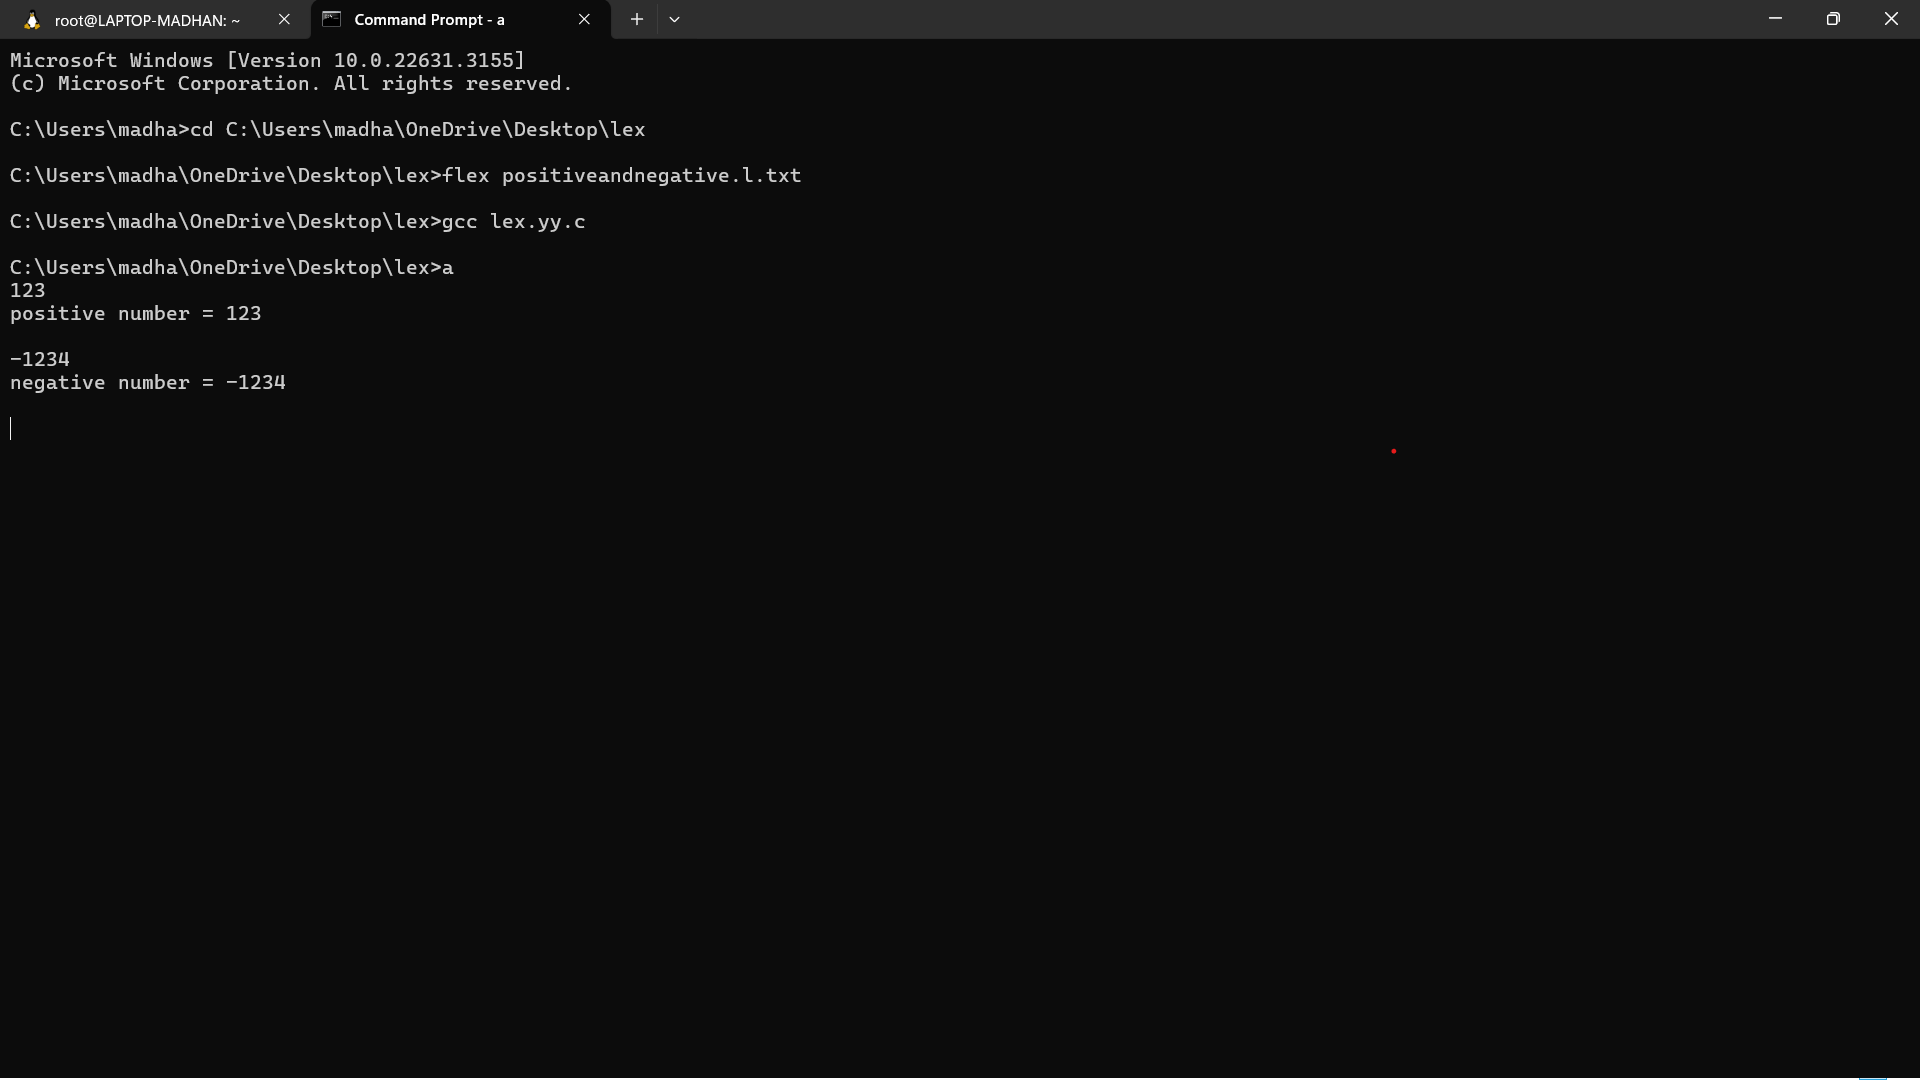 root@LAPTOP-MADHAN: ~
Command Prompt - a
Microsoft Windows [Version 10.0.22631.3155]
(c) Microsoft Corporation. All rights reserved.
C:\Users\madha>cd C:\Users\madha\OneDrive\Desktop\lex
C:\Users\madha\OneDrive\Desktop\lex>flex positiveandnegative.l.txt
C:\Users\madha\OneDrive\Desktop\lex>gcc lex.yy.c
C:\Users\madha\OneDrive\Desktop\lex>a
123
positive number = 123
-1234
negative number = -1234